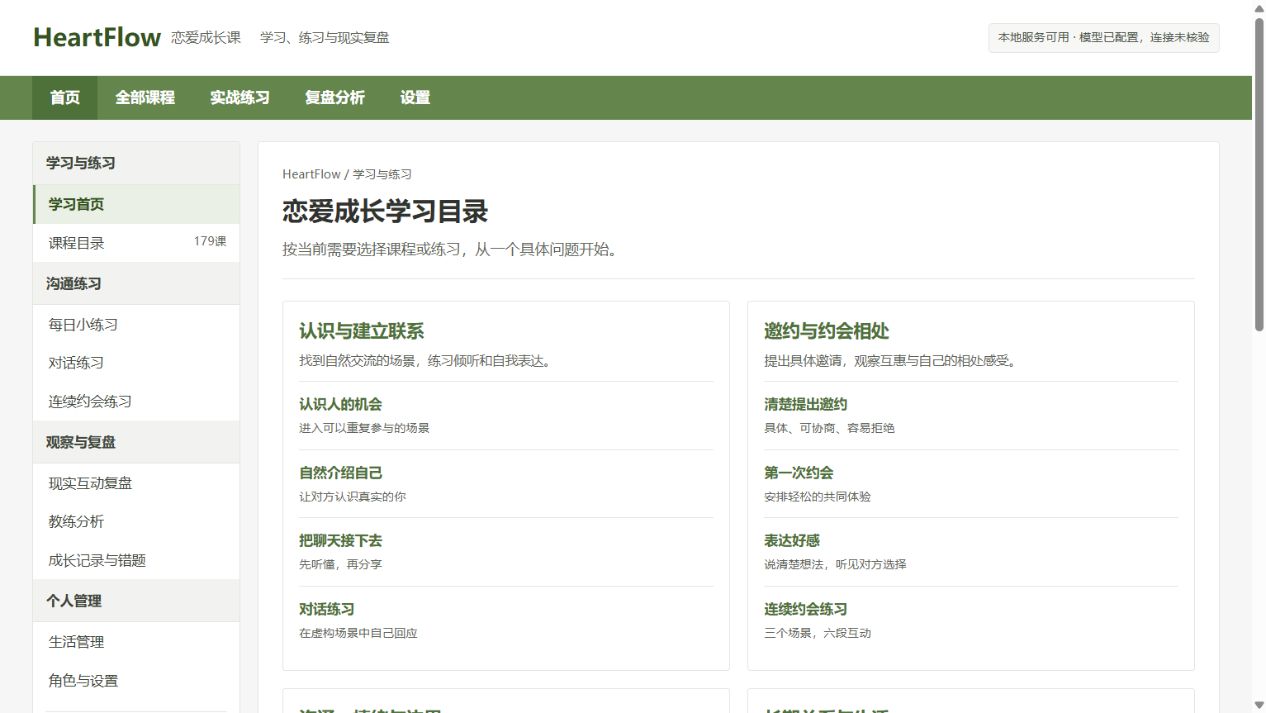 HeartFlow 恋爱成长课 学习、练习与现实复盘
本地服务可用 · 模型已配置，连接未核验
首页 全部课程 实战练习 复盘分析 设置
学习与练习
学习首页
课程目录 179课
沟通练习
每日小练习
对话练习
连续约会练习
观察与复盘
现实互动复盘
教练分析
成长记录与错题
个人管理
生活管理
角色与设置
HeartFlow / 学习与练习
恋爱成长学习目录
按当前需要选择课程或练习，从一个具体问题开始。
认识与建立联系
找到自然交流的场景，练习倾听和自我表达。
认识人的机会
进入可以重复参与的场景
自然介绍自己
让对方认识真实的你
把聊天接下去
先听懂，再分享
对话练习
在虚构场景中自己回应
邀约与约会相处
提出具体邀请，观察互惠与自己的相处感受。
清楚提出邀约
具体、可协商、容易拒绝
第一次约会
安排轻松的共同体验
表达好感
说清楚想法，听见对方选择
连续约会练习
三个场景，六段互动